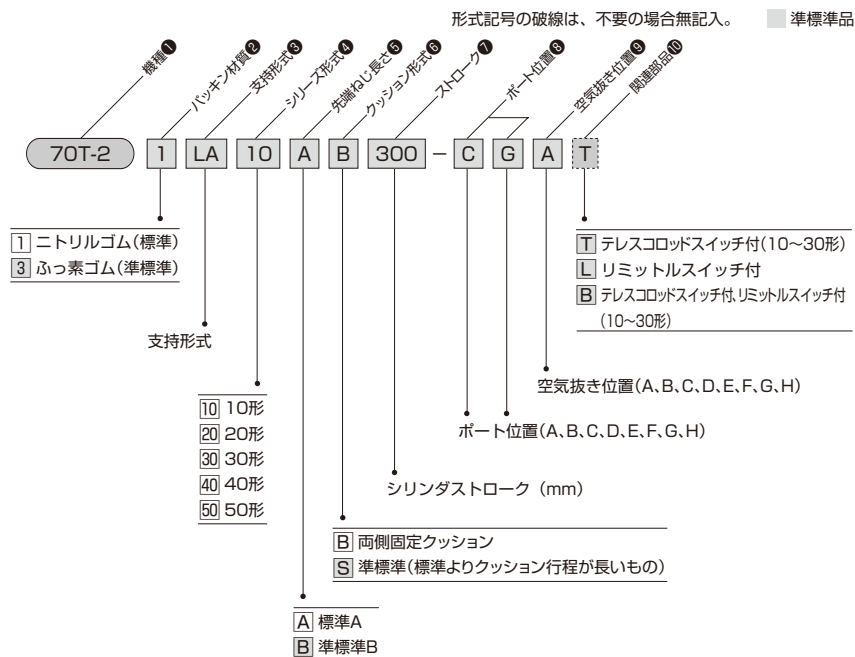 形式記号の破線は、不要の場合無記入。 準標準品
機種❶
パッキン材質❷
支持形式❸
シリーズ形式❹
先端ねじ長さ❺
クッション形式❻
ストローク❼
ポート位置❽
空気抜き位置❾
関連部品❿
70T-2 1 LA 10 A B 300 − C G A T
1 ニトリルゴム(標準)
3 ふっ素ゴム(準標準)
支持形式
10 10形
20 20形
30 30形
40 40形
50 50形
A 標準A
B 準標準B
B 両側固定クッション
S 準標準(標準よりクッション行程が長いもの)
シリンダストローク (mm)
ポート位置(A、B、C、D、E、F、G、H)
空気抜き位置(A、B、C、D、E、F、G、H)
T テレスコロッドスイッチ付(10〜30形)
L リミットルスイッチ付
B テレスコロッドスイッチ付、リミットルスイッチ付
(10〜30形)